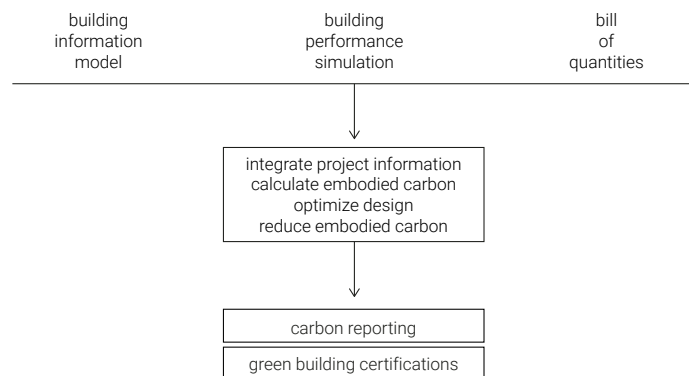 building
information
model
building
performance
simulation
bill
of
quantities
integrate project information
calculate embodied carbon
optimize design
reduce embodied carbon
carbon reporting
green building certifications